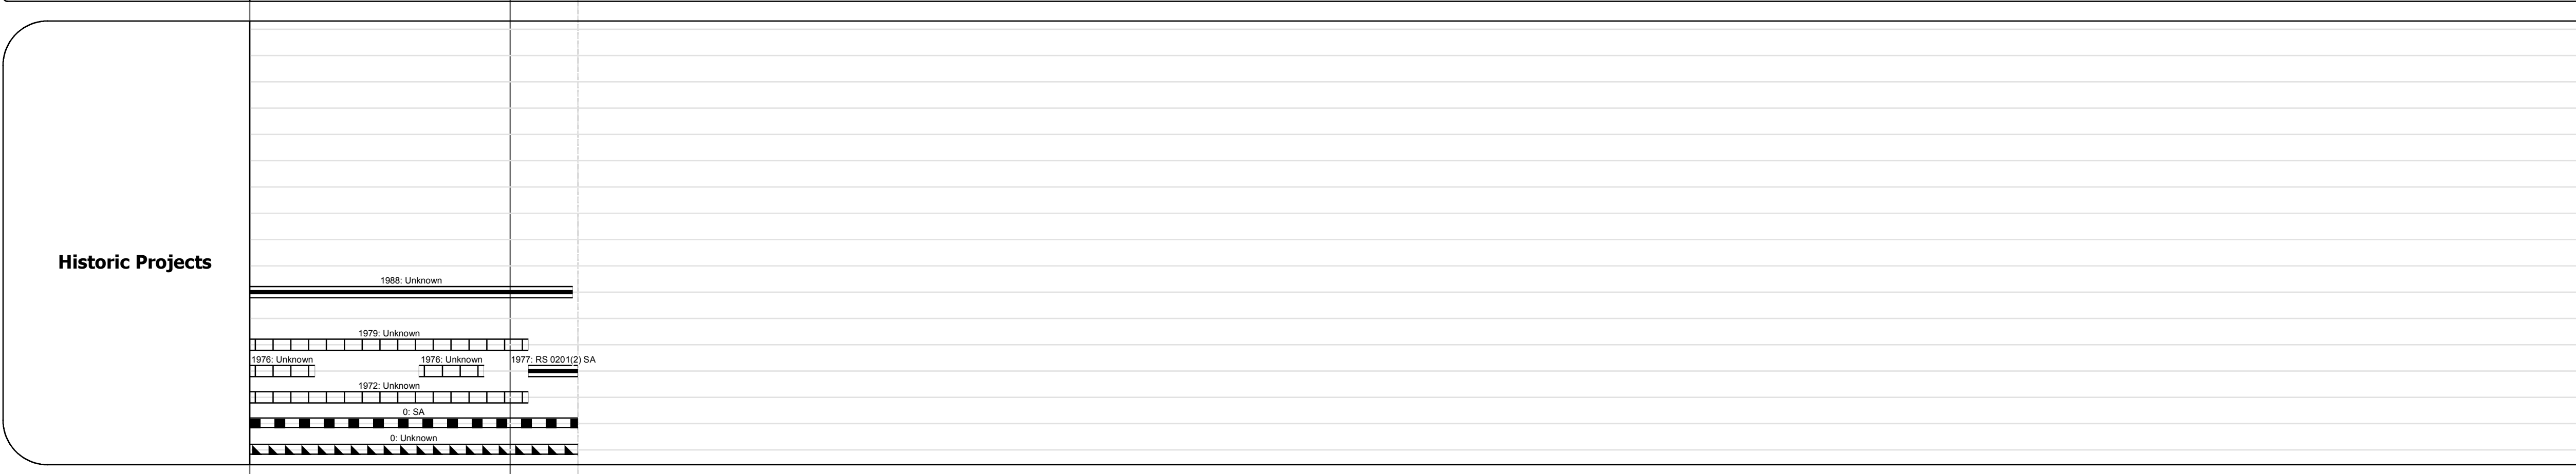 Historic Projects
1988: Unknown
1979: Unknown
1976: Unknown
1976: Unknown
1977: RS 0201(2) SA
1972: Unknown
0: SA
0: Unknown